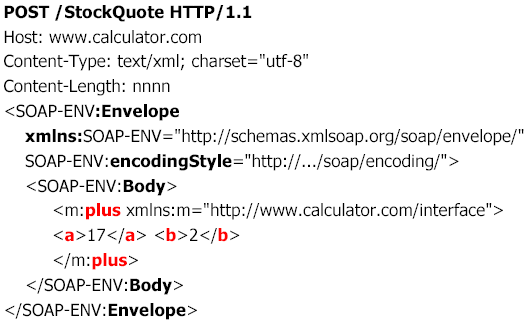 POST /StockQuote HTTP/1.1
Host: www.calculator.com
Content-Type: text/xml; charset="utf-8"
Content-Length: nnnn
<SOAP-ENV:Envelope
xmlns:SOAP-ENV="http://schemas.xmlsoap.org/soap/envelope/"
SOAP-ENV:encodingStyle="http://.../soap/encoding/">
<SOAP-ENV:Body>
<m:plus xmlns:m="http://www.calculator.com/interface">
<a>17</a> <b>2</b>
</m:plus>
</SOAP-ENV:Body>
</SOAP-ENV:Envelope>